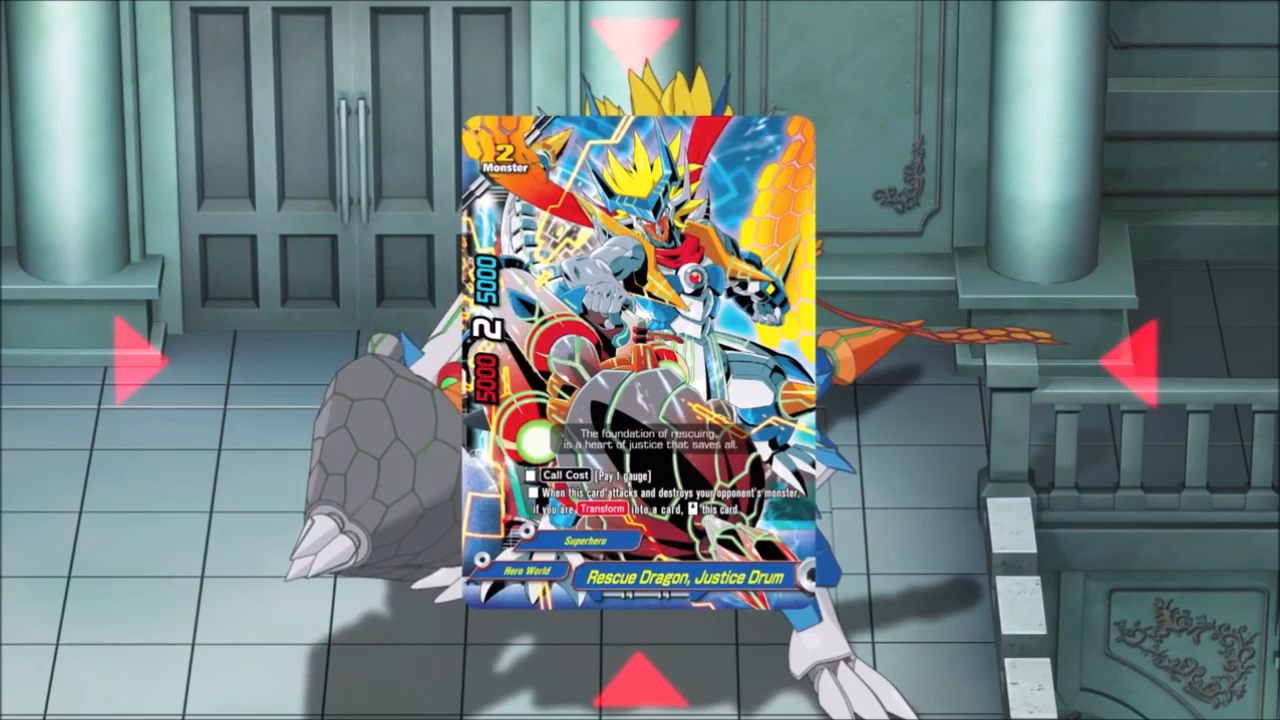 2
Monster
5000
2
5000
The foundation of rescuing,
is a heart of justice that saves all.
Call Cost [Pay 1 gauge]
When this card attacks and destroys your opponent's monster,
if you are Transform into a card, this card
Superhero
Hero World
Rescue Dragon, Justice Drum